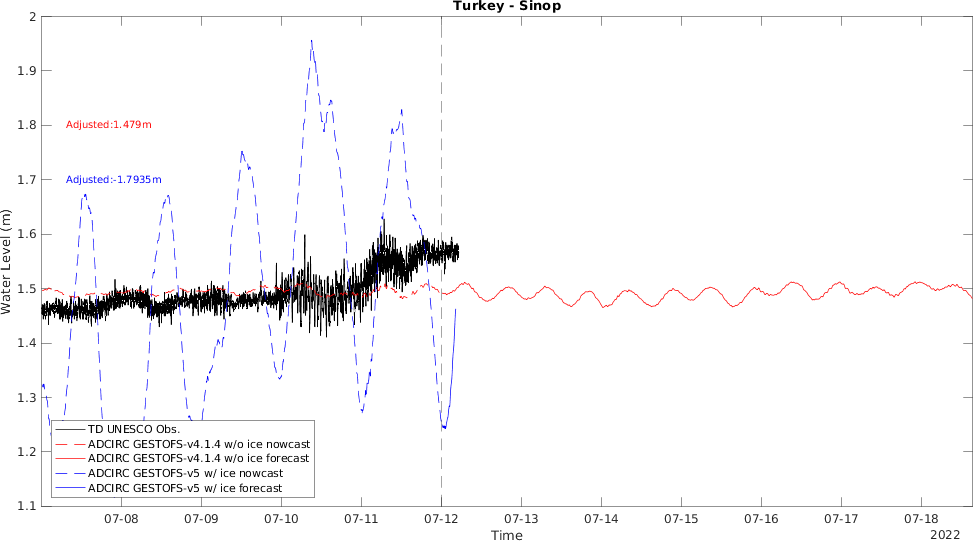 Turkey - Sinop
2
1.9
1.8
1.7
1.6
1.5
1.4
1.3
1.2
1.1
Water Level (m)
Adjusted:1.479m
Adjusted:-1.7935m
TD UNESCO Obs.
ADCIRC GESTOFS-v4.1.4 w/o ice nowcast
ADCIRC GESTOFS-v4.1.4 w/o ice forecast
ADCIRC GESTOFS-v5 w/ ice nowcast
ADCIRC GESTOFS-v5 w/ ice forecast
07-08 07-09 07-10 07-11 07-12 07-13 07-14 07-15 07-16 07-17 07-18
Time
2022